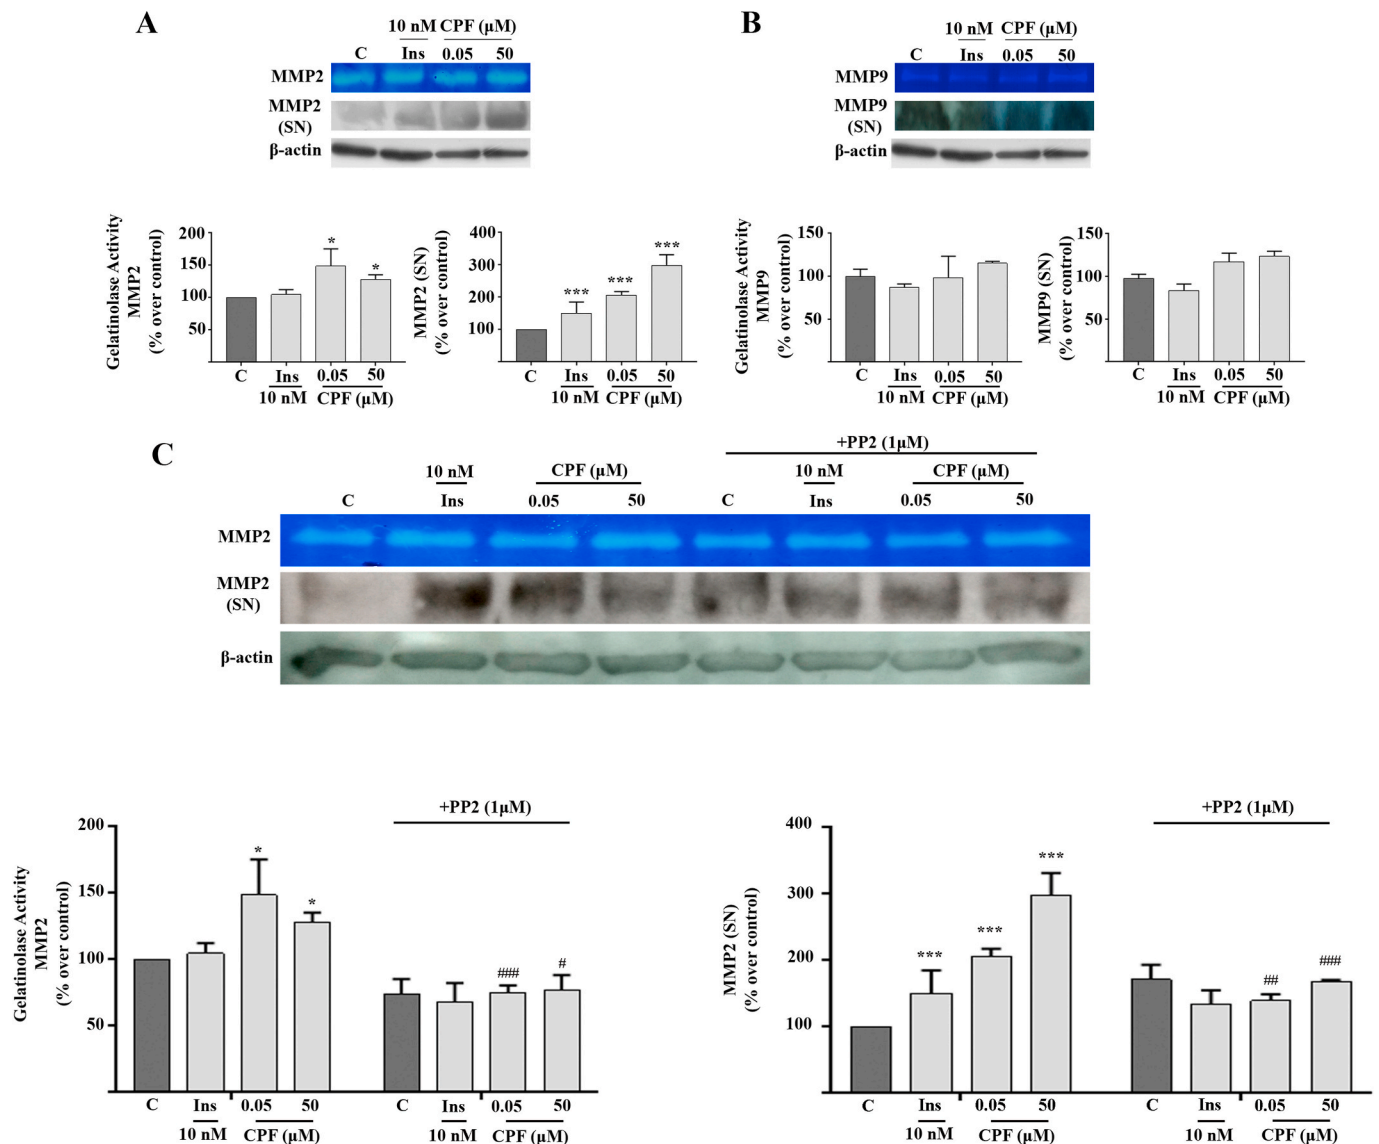 A
10 nM CPF (µM)
C Ins 0.05 50
MMP2
MMP2
(SN)
β-actin
B
10 nM CPF (µM)
C Ins 0.05 50
MMP9
MMP9
(SN)
β-actin
Gelatinolase Activity
MMP2
(% over control)
200
150
100
50
*
*
C Ins 0.05 50
10 nM CPF (µM)
MMP2 (SN)
(% over control)
400
300
200
100
***
***
***
C Ins 0.05 50
10 nM CPF (µM)
Gelatinolase Activity
MMP9
(% over control)
150
100
50
C Ins 0.05 50
10 nM CPF (µM)
MMP9 (SN)
(% over control)
150
100
50
C Ins 0.05 50
10 nM CPF (µM)
C
+PP2 (1µM)
10 nM CPF (µM) 10 nM CPF (µM)
C Ins 0.05 50 C Ins 0.05 50
MMP2
MMP2
(SN)
β-actin
Gelatinolase Activity
MMP2
(% over control)
200
150
100
50
+PP2 (1µM)
*
*
###
#
C Ins 0.05 50 C Ins 0.05 50
10 nM CPF (µM) 10 nM CPF (µM)
MMP2 (SN)
(% over control)
400
300
200
100
+PP2 (1µM)
***
***
***
##
###
C Ins 0.05 50 C Ins 0.05 50
10 nM CPF (µM) 10 nM CPF (µM)